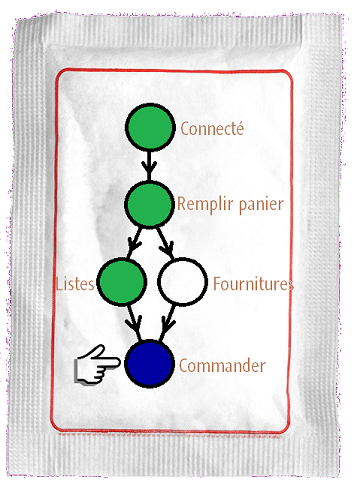 Connecté
Remplir panier
Listes
Fournitures
Commander